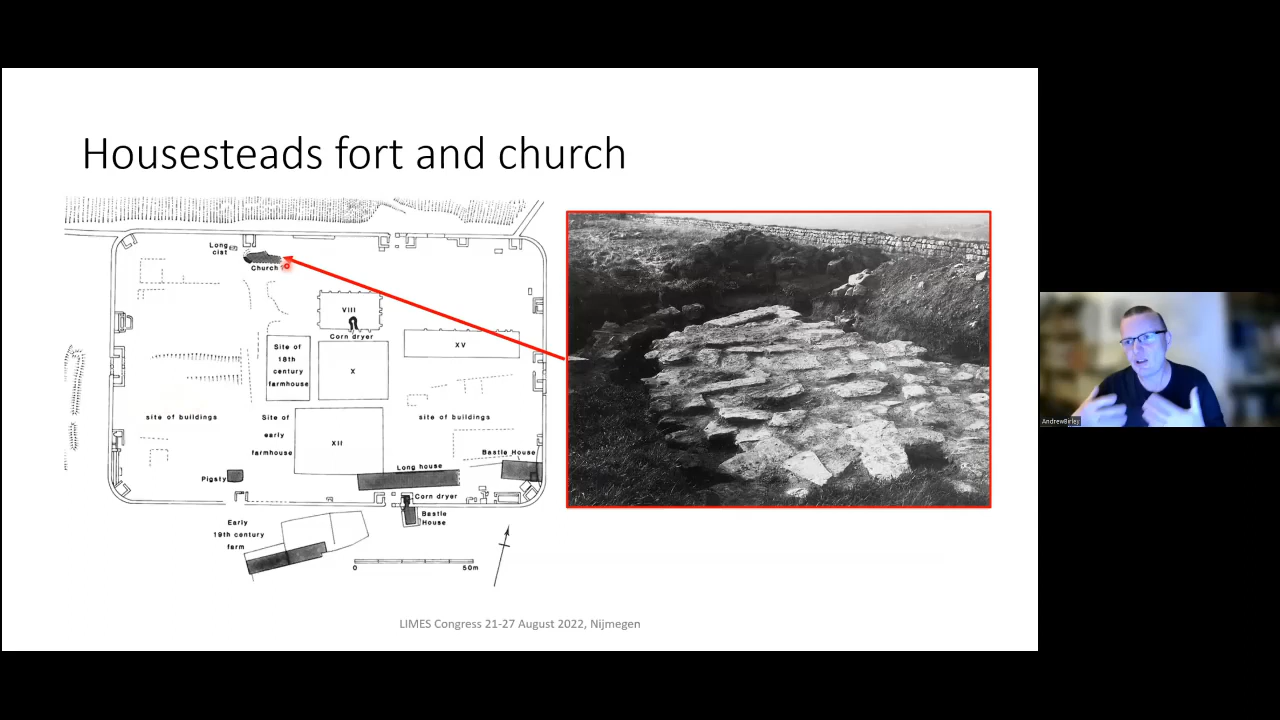 Housesteads fort and church
Long
cist
Church
VIII
Corn dryer
Site of
18th
century
farmhouse
X
XV
site of buildings
Site of
early
farmhouse
XII
site of buildings
Long house
Bastle House
Pigsty
Corn dryer
Bastle
House
Early
19th century
farm
0
50m
LIMES Congress 21-27 August 2022, Nijmegen
AndrewBirley